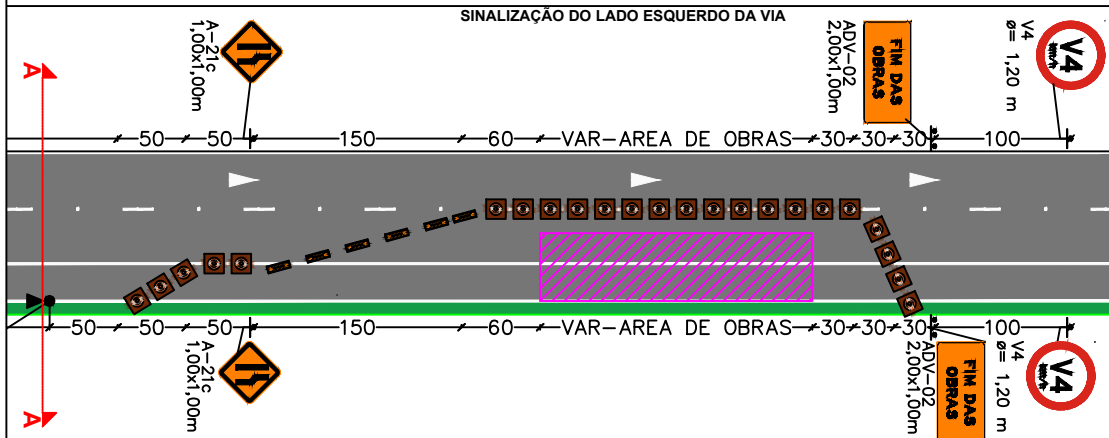 SINALIZAÇÃO DO LADO ESQUERDO DA VIA
A-21c
1,00x1,00m
FIM DAS
OBRAS
ADV-02
2,00x1,00m
V4
ø= 1,20 m
V4
km/h
A
50
50
150
60
VAR-AREA DE OBRAS
30
30
30
100
50
50
50
150
60
VAR-AREA DE OBRAS
30
30
30
100
A
A-21c
1,00x1,00m
ADV-02
2,00x1,00m
FIM DAS
OBRAS
V4
ø= 1,20 m
V4
km/h